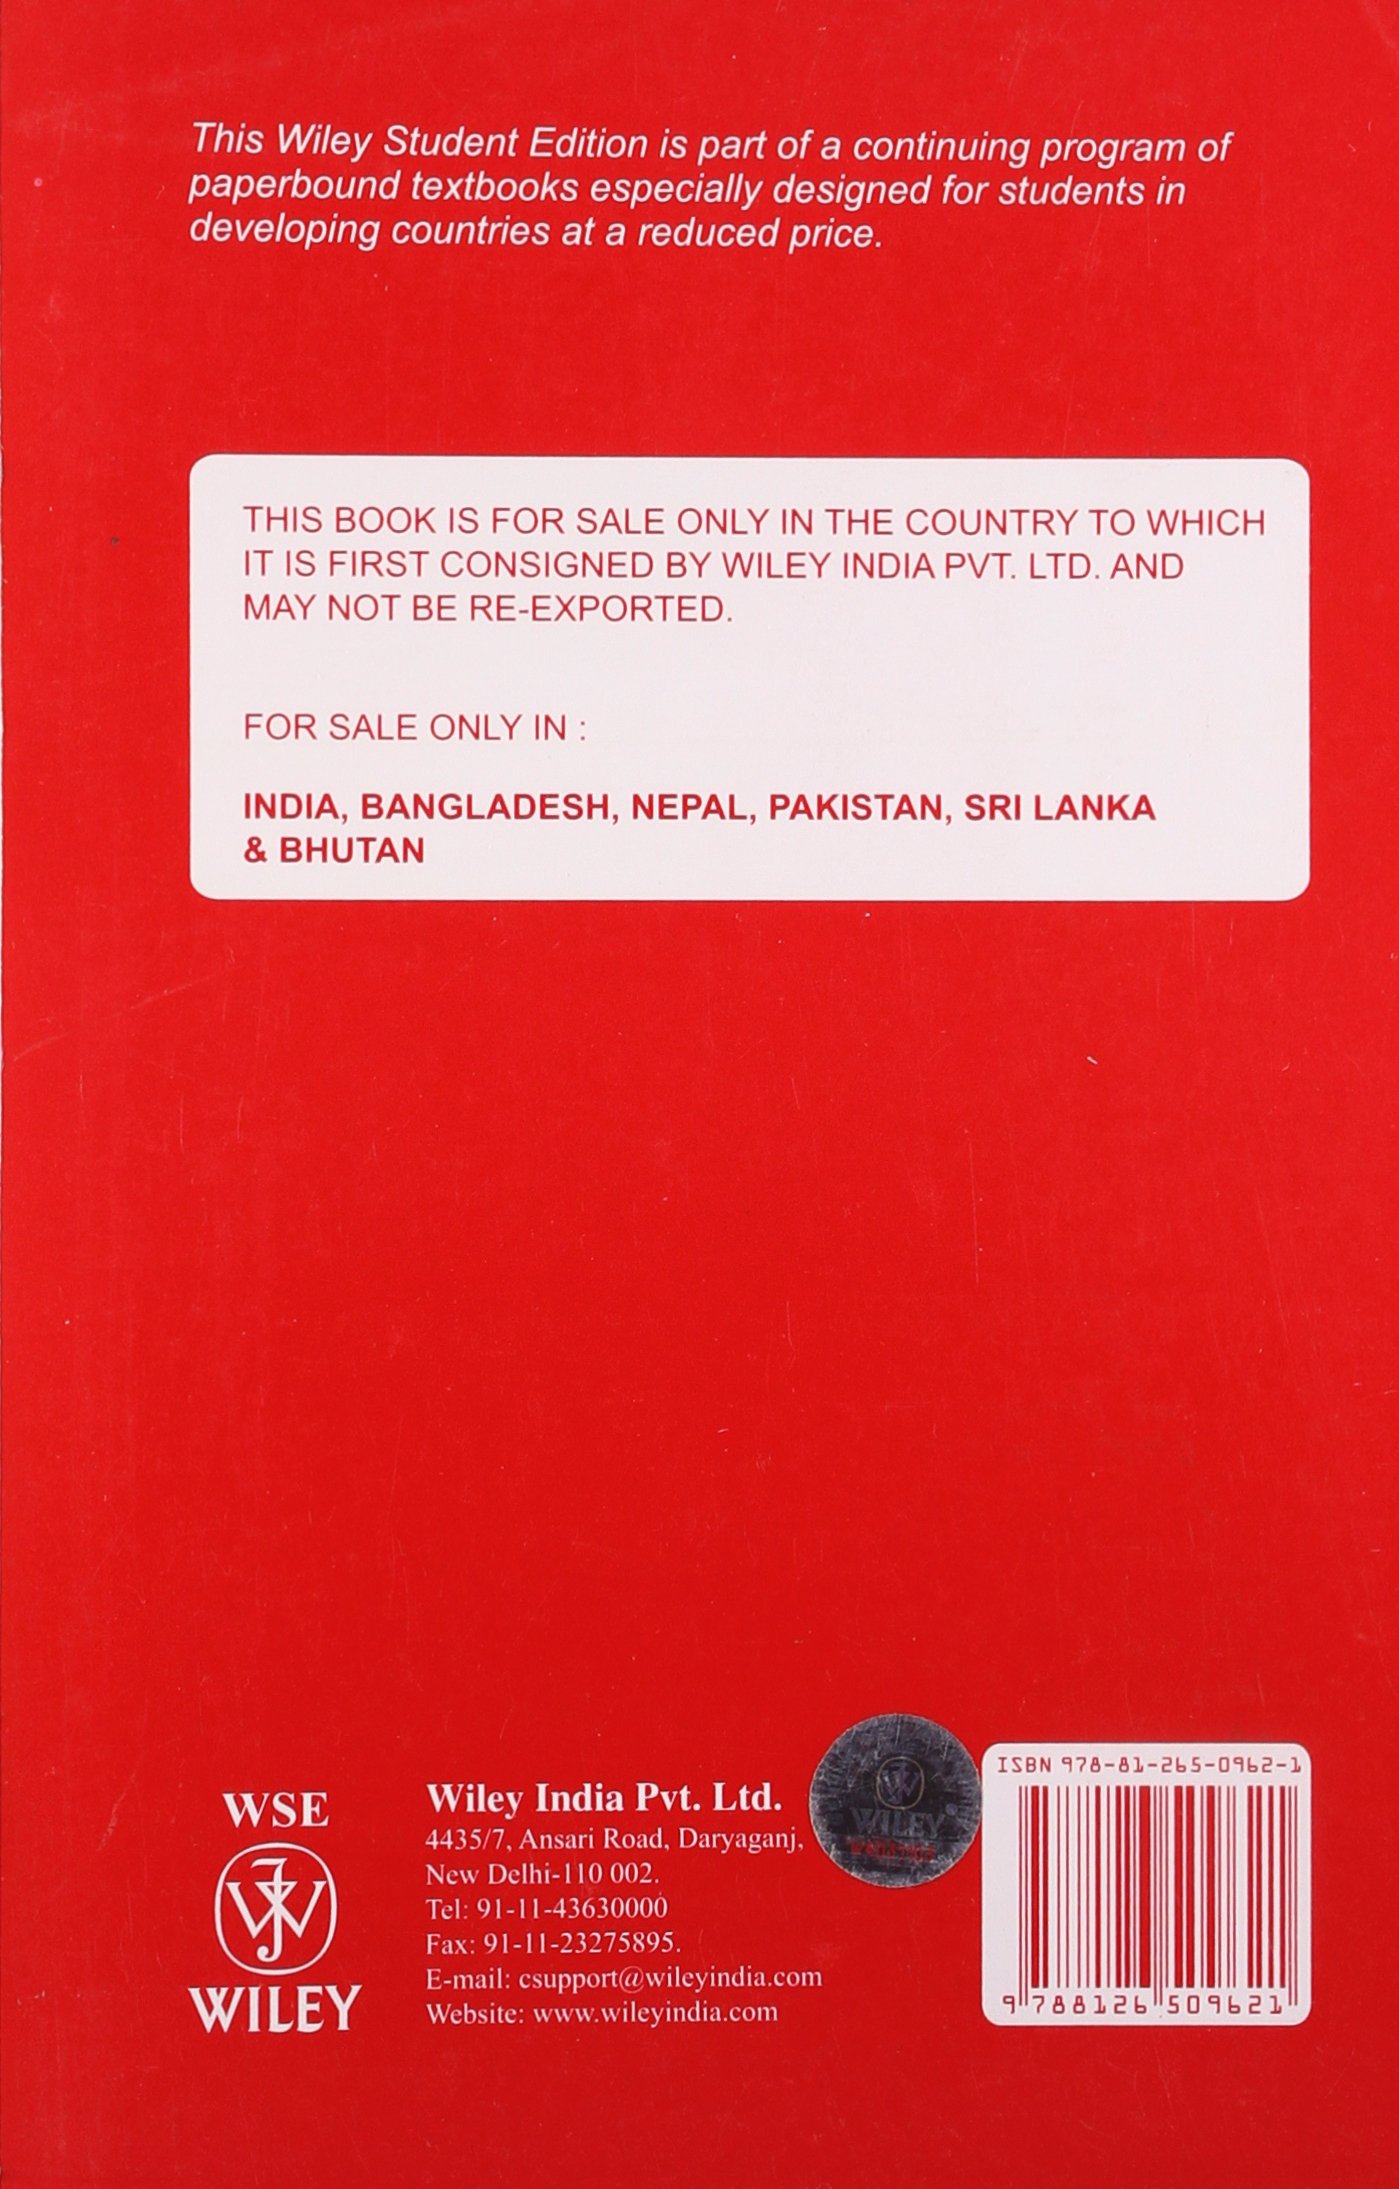 This Wiley Student Edition is part of a continuing program of
paperbound textbooks especially designed for students in
developing countries at a reduced price.
THIS BOOK IS FOR SALE ONLY IN THE COUNTRY TO WHICH
IT IS FIRST CONSIGNED BY WILEY INDIA PVT. LTD. AND
MAY NOT BE RE-EXPORTED.
FOR SALE ONLY IN :
INDIA, BANGLADESH, NEPAL, PAKISTAN, SRI LANKA
& BHUTAN
WSE
WILEY
Wiley India Pvt. Ltd.
4435/7, Ansari Road, Daryaganj,
New Delhi-110 002.
Tel: 91-11-43630000
Fax: 91-11-23275895.
E-mail: csupport@wileyindia.com
Website: www.wileyindia.com
WILEY®
ISBN 978-81-265-0962-1
9 788126 509621